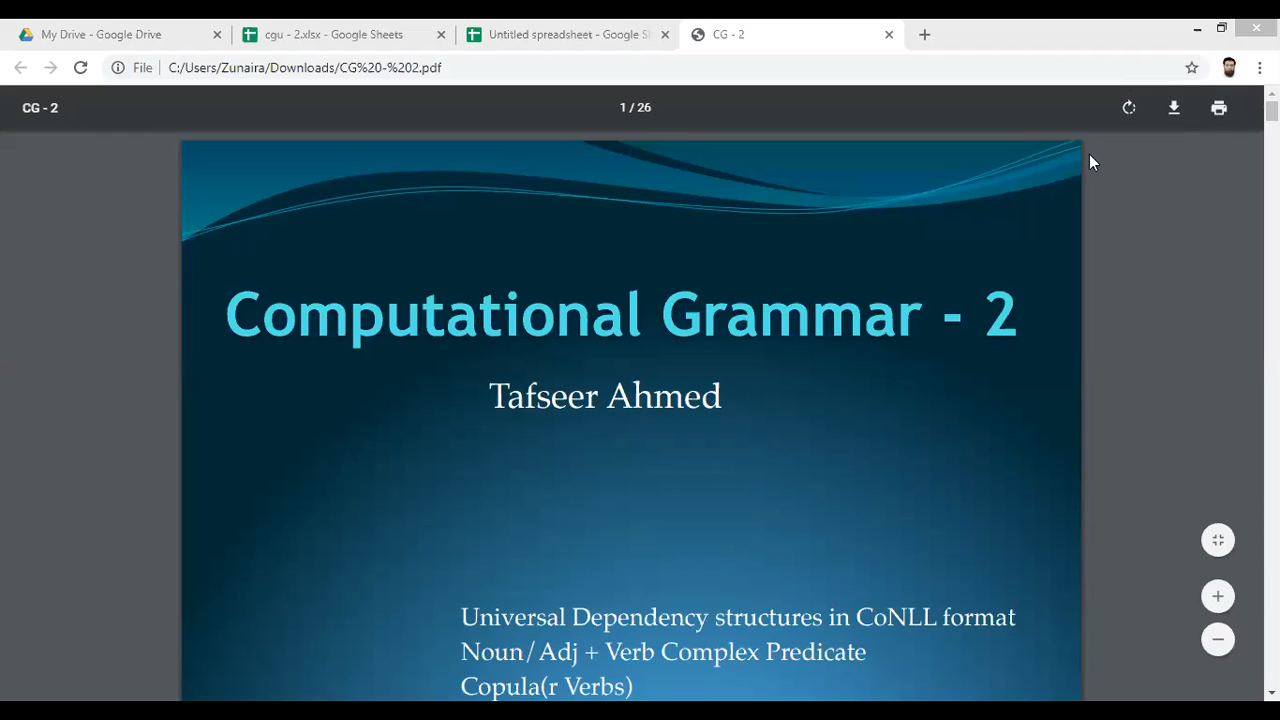 My Drive - Google Drive
cgu - 2.xlsx - Google Sheets
Untitled spreadsheet - Google S
CG - 2
File
C:/Users/Zunaira/Downloads/CG%20-%202.pdf
CG - 2
1 / 26
Computational Grammar - 2
Tafseer Ahmed
Universal Dependency structures in CoNLL format
Noun/Adj + Verb Complex Predicate
Copula(r Verbs)